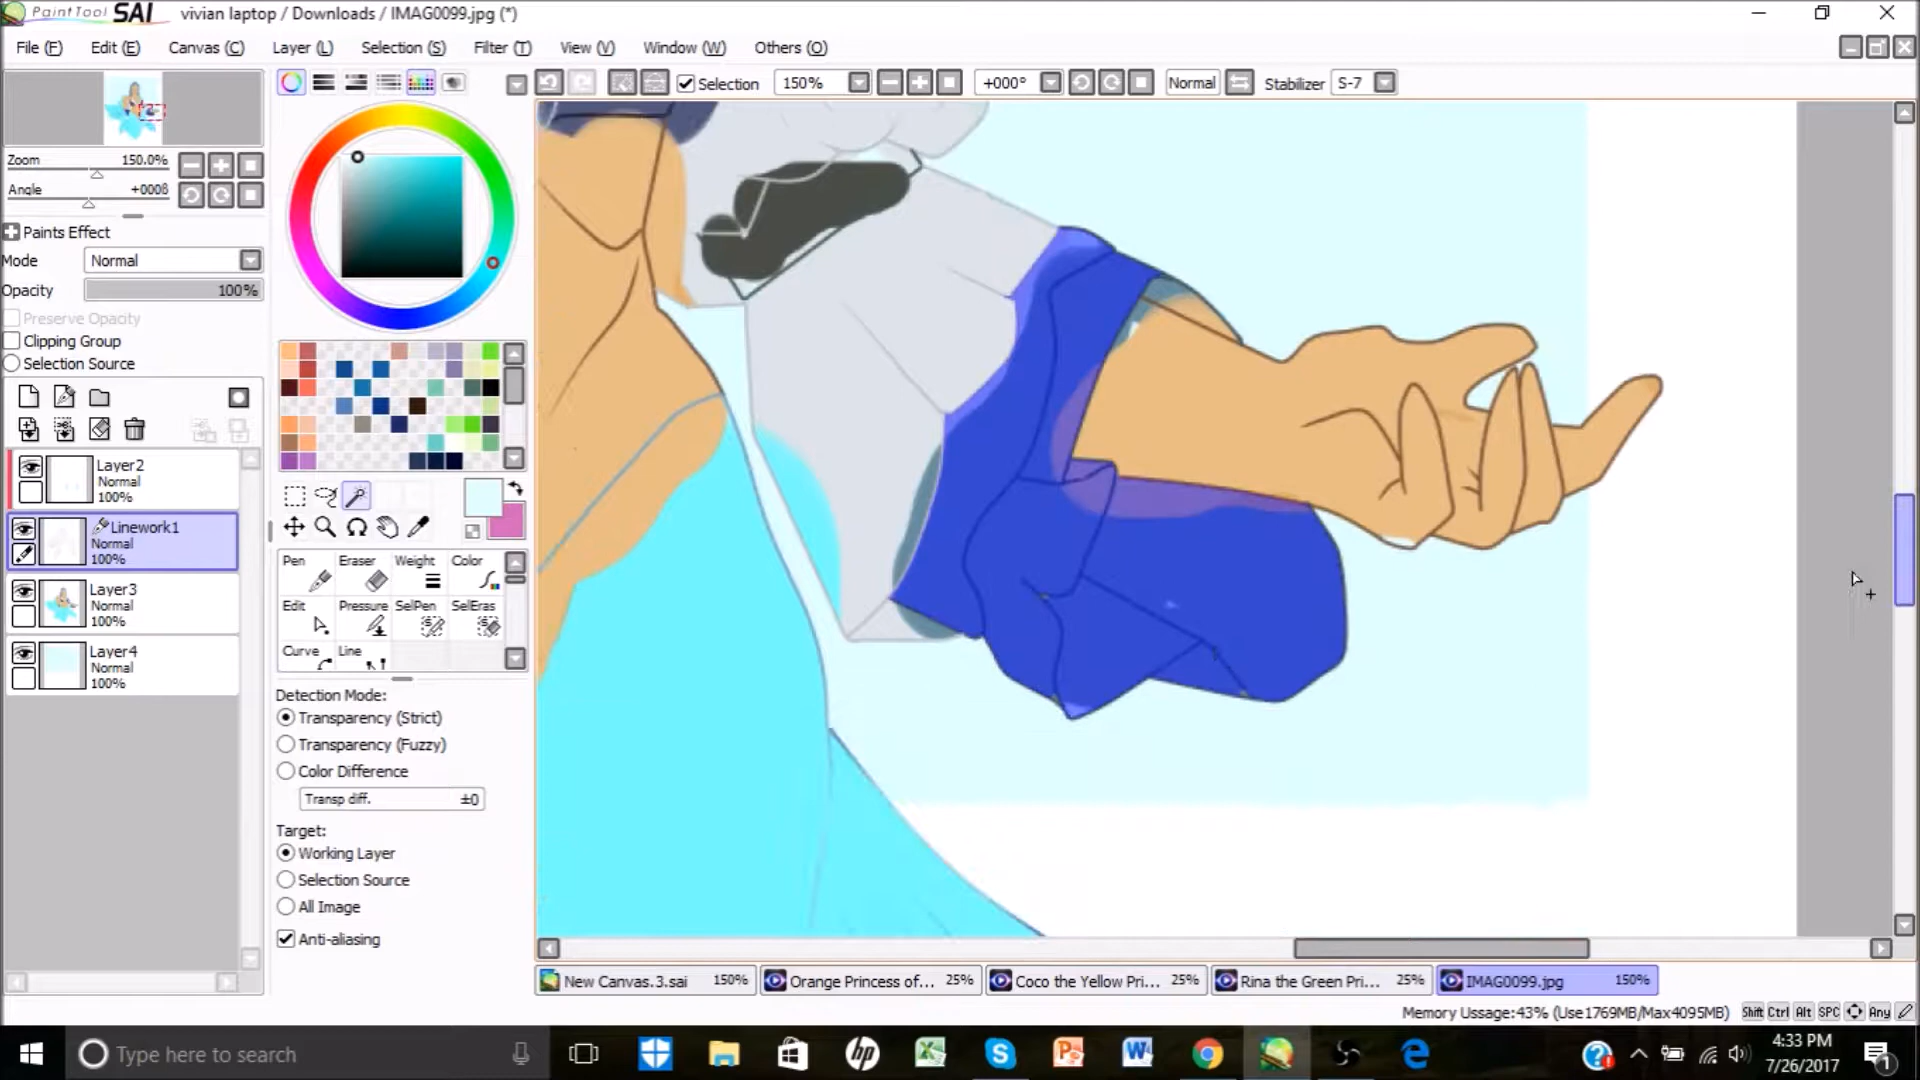 PaintTool SAI vivian laptop / Downloads / IMAG0099.jpg (*)
File (F) Edit (E) Canvas (C) Layer (L) Selection (S) Filter (T) View (V) Window (W) Others (O)
Selection 150% +000° Normal Stabilizer S-7
Zoom 150.0%
Angle
Paints Effect
Mode Normal
Opacity 100%
Preserve Opacity
Clipping Group
Selection Source
Layer2
Normal
100%
Linework1
Normal
100%
Layer3
Normal
100%
Layer4
Normal
100%
Pen Eraser Weight Color
Edit Pressure SelPen SelEras
Curve Line
Detection Mode:
Transparency (Strict)
Transparency (Fuzzy)
Color Difference
Transp diff. ±0
Target:
Working Layer
Selection Source
All Image
Anti-aliasing
New Canvas.3.sai 150% Orange Princess of... 25% Coco the Yellow Pri... 25% Rina the Green Pri... 25% IMAG0099.jpg 150%
Memory Ussage:43% (Use1769MB/Max4095MB) Shift Ctrl Alt SPC Any
Type here to search
4:33 PM
7/26/2017
1